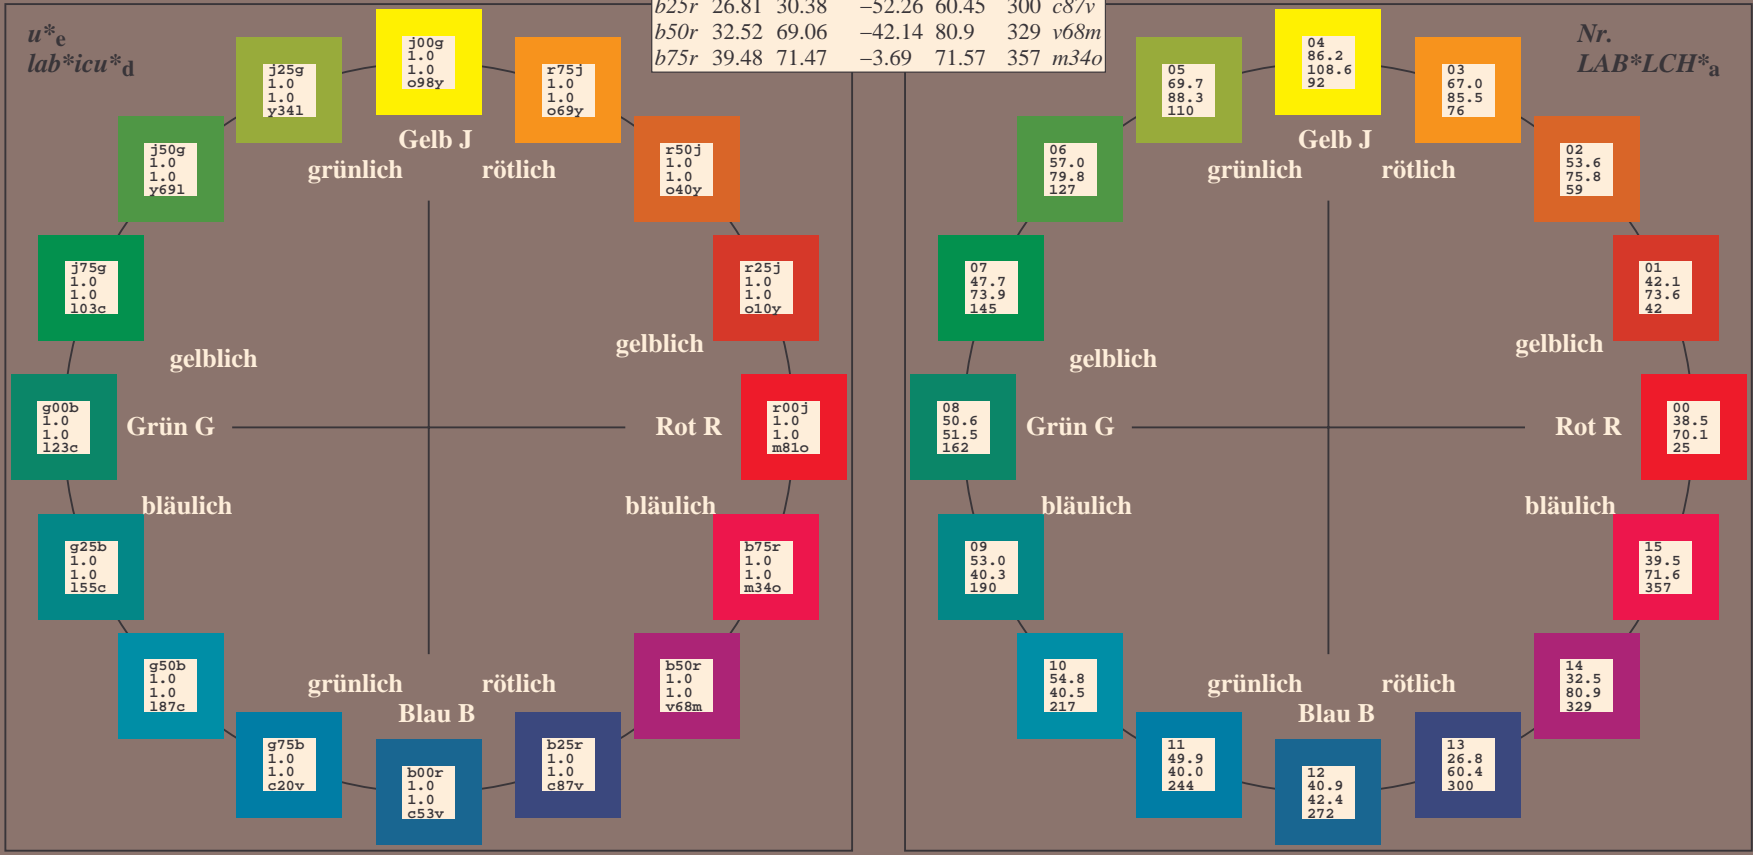 b25r 26.81 30.38 −52.26 60.45 300 c87v
b50r 32.52 69.06 −42.14 80.9 329 v68m
b75r 39.48 71.47 −3.69 71.57 357 m34o
u*e
lab*icu*d
j00g
1.0
1.0
o98y
j25g
1.0
1.0
y34l
r75j
1.0
1.0
o69y
Gelb J
grünlich rötlich
j50g
1.0
1.0
y69l
r50j
1.0
1.0
o40y
j75g
1.0
1.0
l03c
r25j
1.0
1.0
o10y
gelblich
gelblich
g00b
1.0
1.0
l23c
Grün G
Rot R
r00j
1.0
1.0
m81o
bläulich
bläulich
g25b
1.0
1.0
l55c
b75r
1.0
1.0
m34o
g50b
1.0
1.0
l87c
b50r
1.0
1.0
v68m
grünlich rötlich
Blau B
g75b
1.0
1.0
c20v
b25r
1.0
1.0
c87v
b00r
1.0
1.0
c53v
Nr.
LAB*LCH*a
04
86.2
108.6
92
05
69.7
88.3
110
03
67.0
85.5
76
Gelb J
grünlich rötlich
06
57.0
79.8
127
02
53.6
75.8
59
07
47.7
73.9
145
01
42.1
73.6
42
gelblich
gelblich
08
50.6
51.5
162
Grün G
Rot R
00
38.5
70.1
25
bläulich
bläulich
09
53.0
40.3
190
15
39.5
71.6
357
10
54.8
40.5
217
14
32.5
80.9
329
grünlich rötlich
Blau B
11
49.9
40.0
244
13
26.8
60.4
300
12
40.9
42.4
272